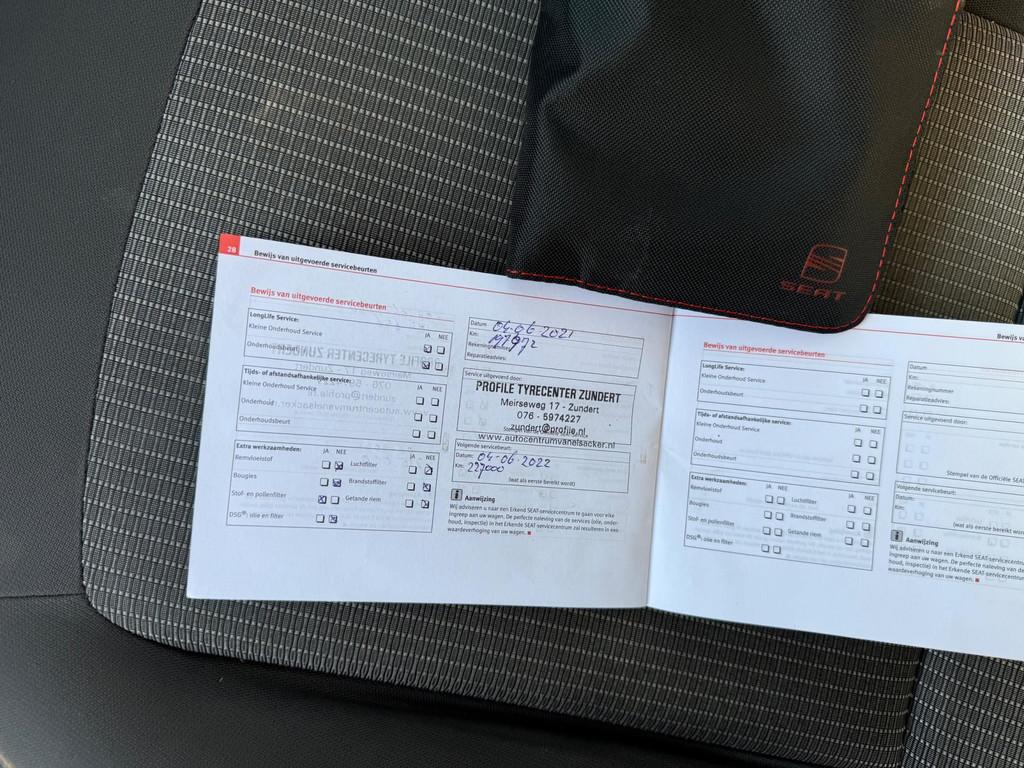 SEAT
28
Bewijs van uitgevoerde servicebeurten
Bewijs van uitgevoerde servicebeurten
LongLife Service:
JA NEE
Kleine Onderhoud Service
Onderhoudsbeurt
Tijds- of afstandsafhankelijke service:
JA NEE
Kleine Onderhoud Service
Onderhoud
Onderhoudsbeurt
Extra werkzaamheden:
JA NEE
JA NEE
Remvloeistof
Luchtfilter
Bougies
Brandstoffilter
Stof- en pollenfilter
Getande riem
DSG®: olie en filter
Datum 04-06-2021
Km:
Rekeningnummer
Reparatieadvies:
Service uitgevoerd door:
PROFILE TYRECENTER ZUNDERT
Meirseweg 17 - Zundert
076 - 5974227
zundert@profile.nl
www.autocentrumvanelsacker.nl
Volgende servicebeurt:
Datum: 04-06-2022
Km: 227000
(wat als eerste bereikt wordt)
Aanwijzing
Wij adviseren u naar een Erkend SEAT-servicecentrum te gaan voor elke
ingreep aan uw wagen. De perfecte naleving van de services (olie, onder-
houd, inspectie) in het Erkende SEAT-servicecentrum zal resulteren in een
waardeverhoging van uw wagen.
Bewijs
Bewijs van uitgevoerde servicebeurten
LongLife Service:
JA NEE
Kleine Onderhoud Service
Onderhoudsbeurt
Tijds- of afstandsafhankelijke service:
JA NEE
Kleine Onderhoud Service
Onderhoud
Onderhoudsbeurt
Extra werkzaamheden:
JA NEE
JA NEE
Remvloeistof
Luchtfilter
Bougies
Brandstoffilter
Stof- en pollenfilter
Getande riem
DSG®: olie en filter
Datum
Km:
Rekeningnummer
Reparatieadvies:
Service uitgevoerd door:
Stempel van de Officiële SEAT
Volgende servicebeurt:
Datum:
Km:
(wat als eerste bereikt
Aanwijzing
Wij adviseren u naar een Erkend SEAT-servicecentrum
ingreep aan uw wagen. De perfecte naleving van de
houd, inspectie) in het Erkende SEAT-servicecentrum
waardeverhoging van uw wagen.